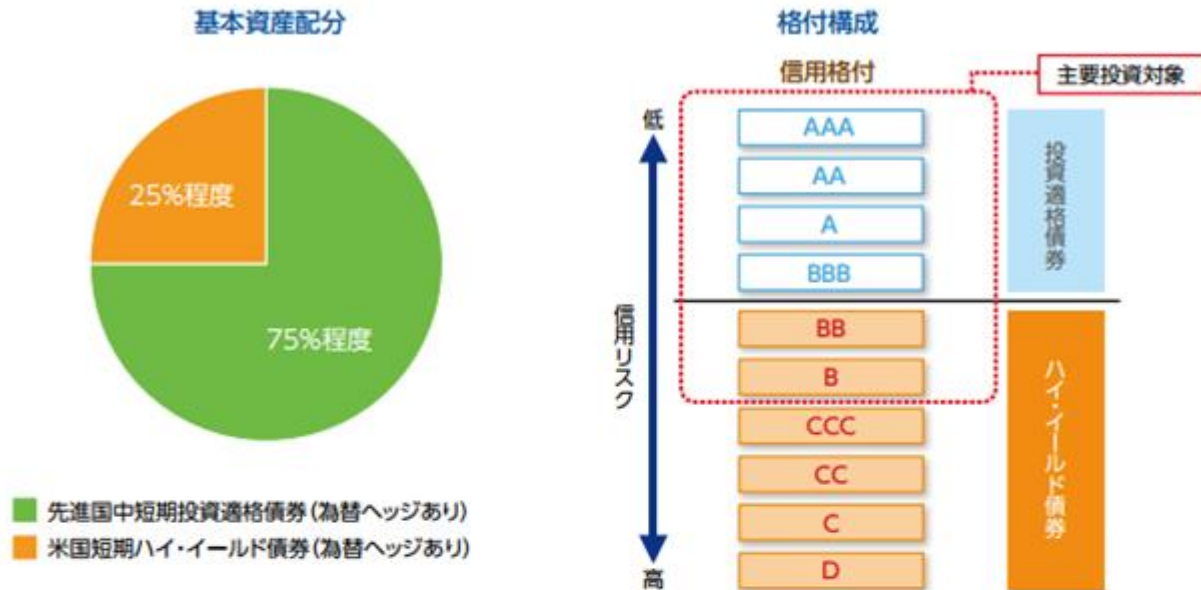 基本資産配分
25%程度
75%程度
先進国中短期投資適格債券(為替ヘッジあり)
米国短期ハイ・イールド債券(為替ヘッジあり)
格付構成
信用格付
主要投資対象
低
信用リスク
高
AAA
AA
A
BBB
BB
B
CCC
CC
C
D
投資適格債券
ハイ・イールド債券